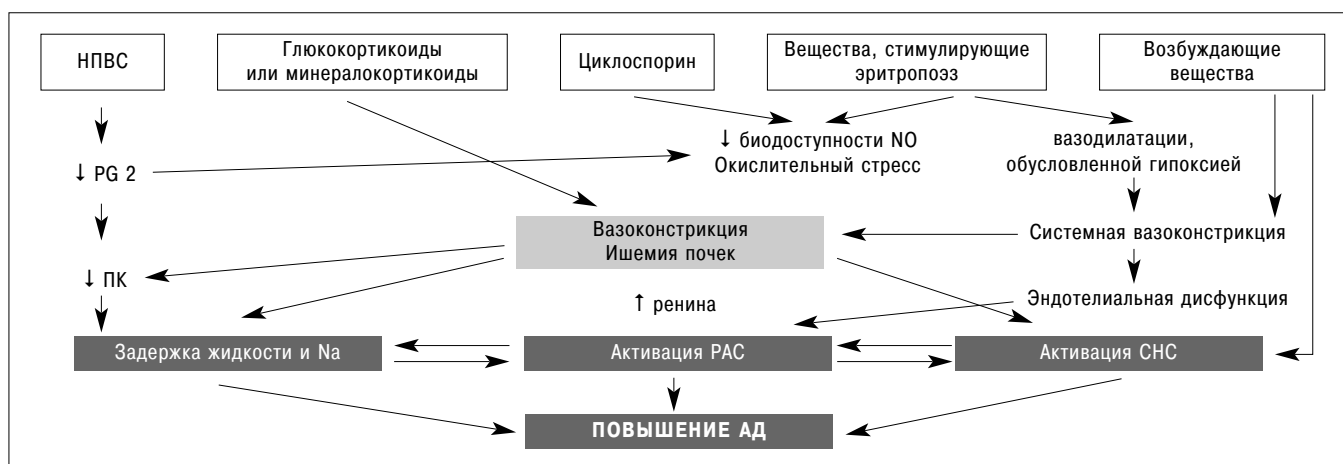 НПВС
Глюкокортикоиды
или минералокортикоиды
Циклоспорин
Вещества, стимулирующие
эритропоэз
Возбуждающие
вещества
↓ биодоступности NO
Окислительный стресс
вазодилатации,
обусловленной гипоксией
↓ PG 2
Вазоконстрикция
Ишемия почек
Системная вазоконстрикция
↓ ПК
↑ ренина
Эндотелиальная дисфункция
Задержка жидкости и Na
Активация РАС
Активация СНС
ПОВЫШЕНИЕ АД